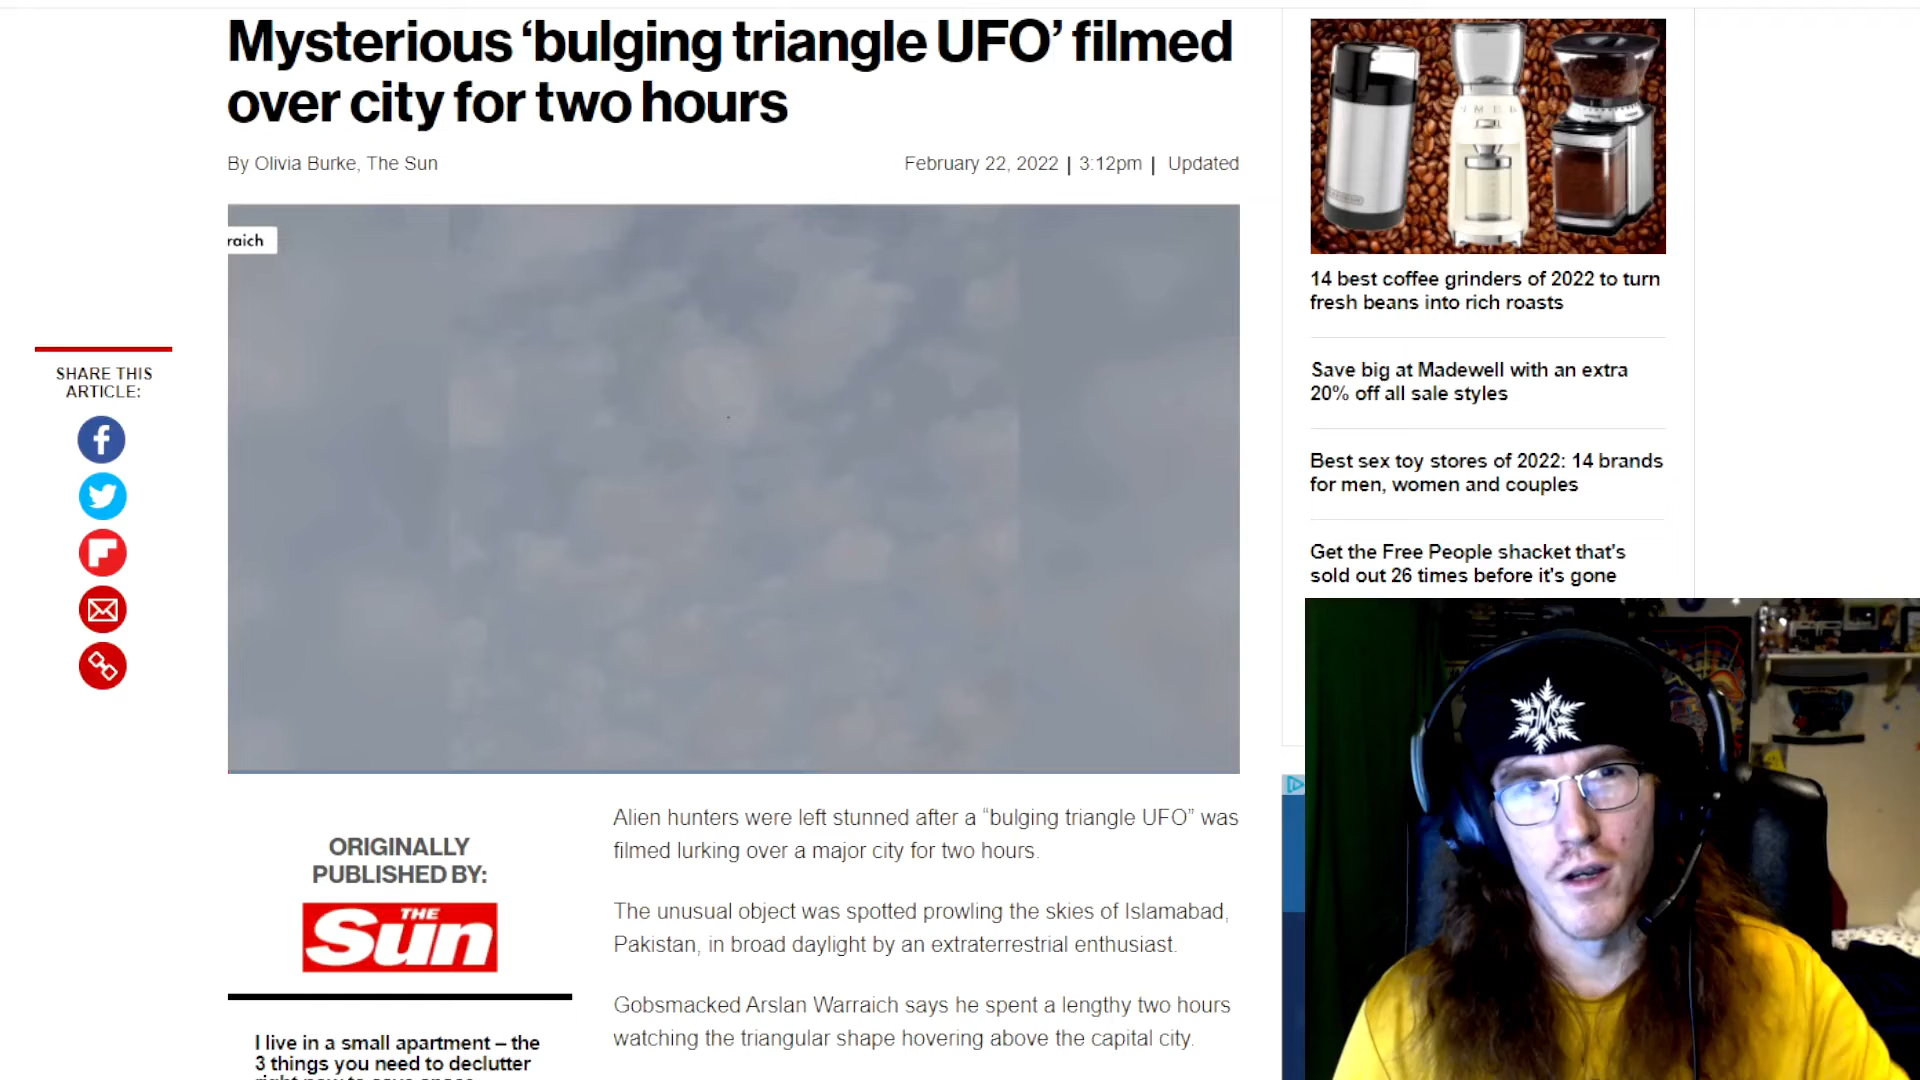 Mysterious ‘bulging triangle UFO’ filmed
over city for two hours
By Olivia Burke, The Sun
February 22, 2022 | 3:12pm | Updated
raich
SHARE THIS
ARTICLE:
ORIGINALLY
PUBLISHED BY:
THE
Sun
I live in a small apartment – the
3 things you need to declutter
Alien hunters were left stunned after a “bulging triangle UFO” was
filmed lurking over a major city for two hours.
The unusual object was spotted prowling the skies of Islamabad,
Pakistan, in broad daylight by an extraterrestrial enthusiast.
Gobsmacked Arslan Warraich says he spent a lengthy two hours
watching the triangular shape hovering above the capital city.
14 best coffee grinders of 2022 to turn
fresh beans into rich roasts
Save big at Madewell with an extra
20% off all sale styles
Best sex toy stores of 2022: 14 brands
for men, women and couples
Get the Free People shacket that's
sold out 26 times before it's gone